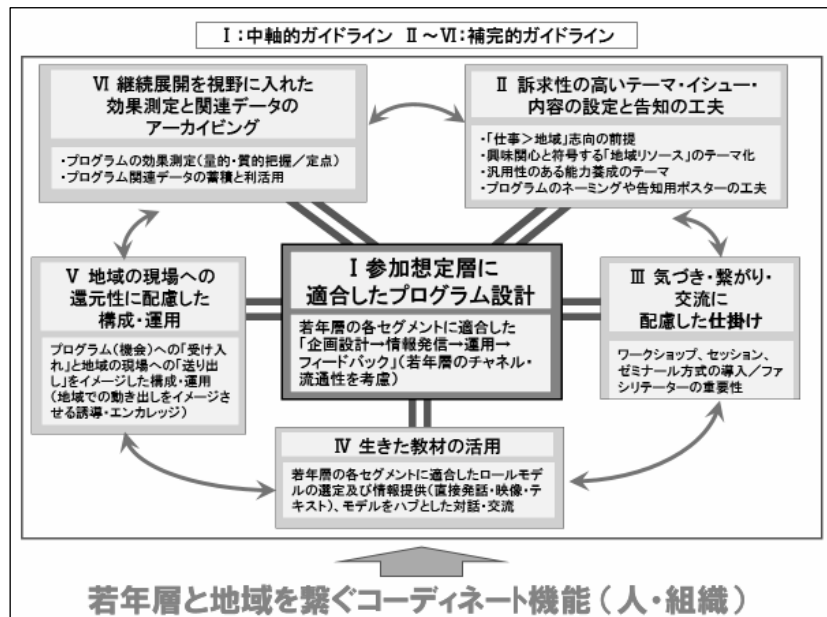 Ⅰ：中軸的ガイドライン Ⅱ～Ⅵ：補完的ガイドライン
Ⅵ 継続展開を視野に入れた
効果測定と関連データの
アーカイビング
・プログラムの効果測定（量的・質的把握／定点）
・プログラム関連データの蓄積と利活用
Ⅱ 訴求性の高いテーマ・イシュー・
内容の設定と告知の工夫
・「仕事＞地域」志向の前提
・興味関心と符号する「地域リソース」のテーマ化
・汎用性のある能力養成のテーマ
・プログラムのネーミングや告知用ポスターの工夫
Ⅰ 参加想定層に
適合したプログラム設計
若年層の各セグメントに適合した
「企画設計→情報発信→運用→
フィードバック」（若年層のチャネル・
流通性を考慮）
Ⅴ 地域の現場への
還元性に配慮した
構成・運用
プログラム（機会）への「受け入
れ」と地域の現場への「送り出
し」をイメージした構成・運用
（地域での動き出しをイメージさ
せる誘導・エンカレッジ）
Ⅲ 気づき・繋がり・
交流に
配慮した仕掛け
ワークショップ、セッション、
ゼミナール方式の導入／ファ
シリテーターの重要性
Ⅳ 生きた教材の活用
若年層の各セグメントに適合したロールモデ
ルの選定及び情報提供（直接発話・映像・テ
キスト）、モデルをハブとした対話・交流
若年層と地域を繋ぐコーディネート機能（人・組織）